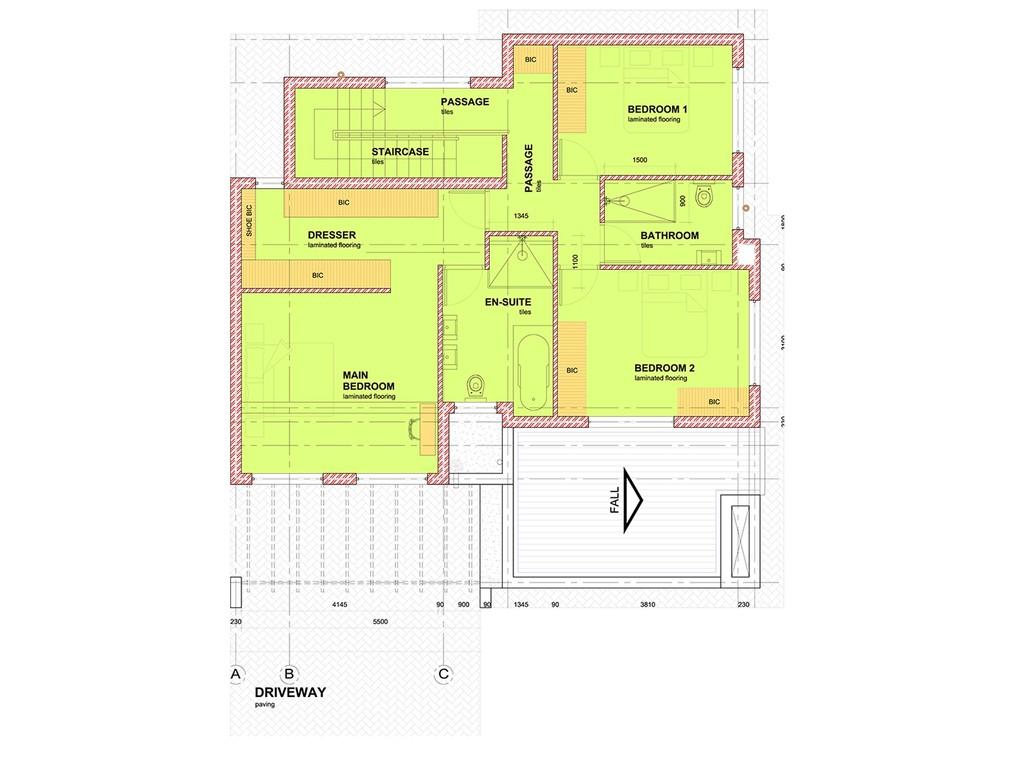 BIC
BIC
PASSAGE
tiles
BEDROOM 1
laminated flooring
STAIRCASE
tiles
PASSAGE
tiles
1500
900
SHOE BIC
BIC
1345
DRESSER
laminated flooring
BATHROOM
tiles
1100
BIC
EN-SUITE
tiles
MAIN
BEDROOM
laminated flooring
BIC
BEDROOM 2
laminated flooring
BIC
FALL
4145
90
900
90
1345
90
3810
230
230
5500
A
B
C
DRIVEWAY
paving